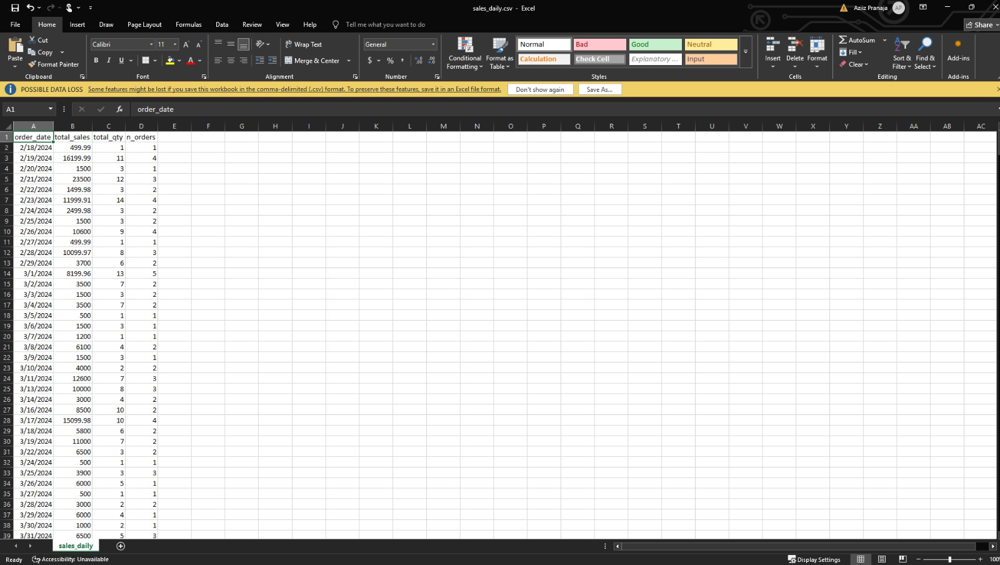 sales_daily.csv - Excel
Aziiz Pranaja AP
File Home Insert Draw Page Layout Formulas Data Review View Help Tell me what you want to do Share
Paste
Cut
Copy
Format Painter
Clipboard
Calibri 11
B I U
Font
Wrap Text
Merge & Center
Alignment
General
$ % ,
Number
Conditional Formatting
Format as Table
Normal Bad Good Neutral
Calculation Check Cell Explanatory ... Input
Styles
Insert Delete Format
Cells
AutoSum
Fill
Clear
Sort & Filter
Find & Select
Editing
Add-ins
Add-ins
POSSIBLE DATA LOSS Some features might be lost if you save this workbook in the comma-delimited (.csv) format. To preserve these features, save it in an Excel file format. Don't show again Save As...
A1 fx order_date
A B C D E F G H I J K L M N O P Q R S T U V W X Y Z AA AB AC
1 order_date total_sales total_qty n_orders
2 2/18/2024 499.99 1 1
3 2/19/2024 16199.99 11 4
4 2/20/2024 1500 3 1
5 2/21/2024 23500 12 3
6 2/22/2024 1499.98 3 2
7 2/23/2024 11999.91 14 4
8 2/24/2024 2499.98 3 2
9 2/25/2024 1500 3 2
10 2/26/2024 10600 9 4
11 2/27/2024 499.99 1 1
12 2/28/2024 10099.97 8 3
13 2/29/2024 3700 6 2
14 3/1/2024 8199.96 13 5
15 3/2/2024 3500 7 2
16 3/3/2024 1500 3 2
17 3/4/2024 3500 7 2
18 3/5/2024 500 1 1
19 3/6/2024 1500 3 1
20 3/7/2024 1200 1 1
21 3/8/2024 6100 4 2
22 3/9/2024 1500 3 1
23 3/10/2024 4000 2 2
24 3/11/2024 12600 7 3
25 3/13/2024 10000 8 3
26 3/14/2024 3000 4 2
27 3/16/2024 8500 10 2
28 3/17/2024 15099.98 10 4
29 3/18/2024 5800 6 2
30 3/19/2024 11000 7 2
31 3/22/2024 6500 3 2
32 3/24/2024 500 1 1
33 3/25/2024 3900 3 3
34 3/26/2024 6000 5 1
35 3/27/2024 500 1 1
36 3/28/2024 3000 2 2
37 3/29/2024 6000 4 1
38 3/30/2024 1000 2 1
39 3/31/2024 6500 5 3
sales_daily
Ready Accessibility: Unavailable Display Settings 100